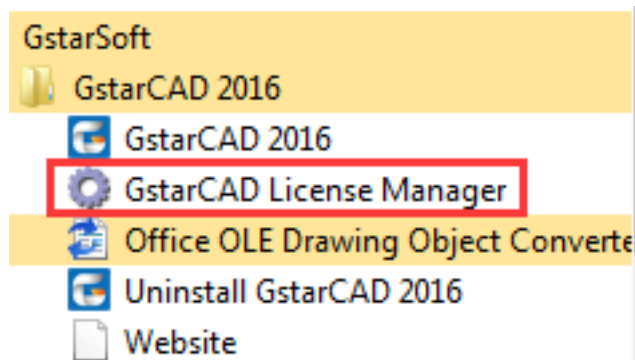 GstarSoft
GstarCAD 2016
GstarCAD 2016
GstarCAD License Manager
Office OLE Drawing Object Converte
Uninstall GstarCAD 2016
Website